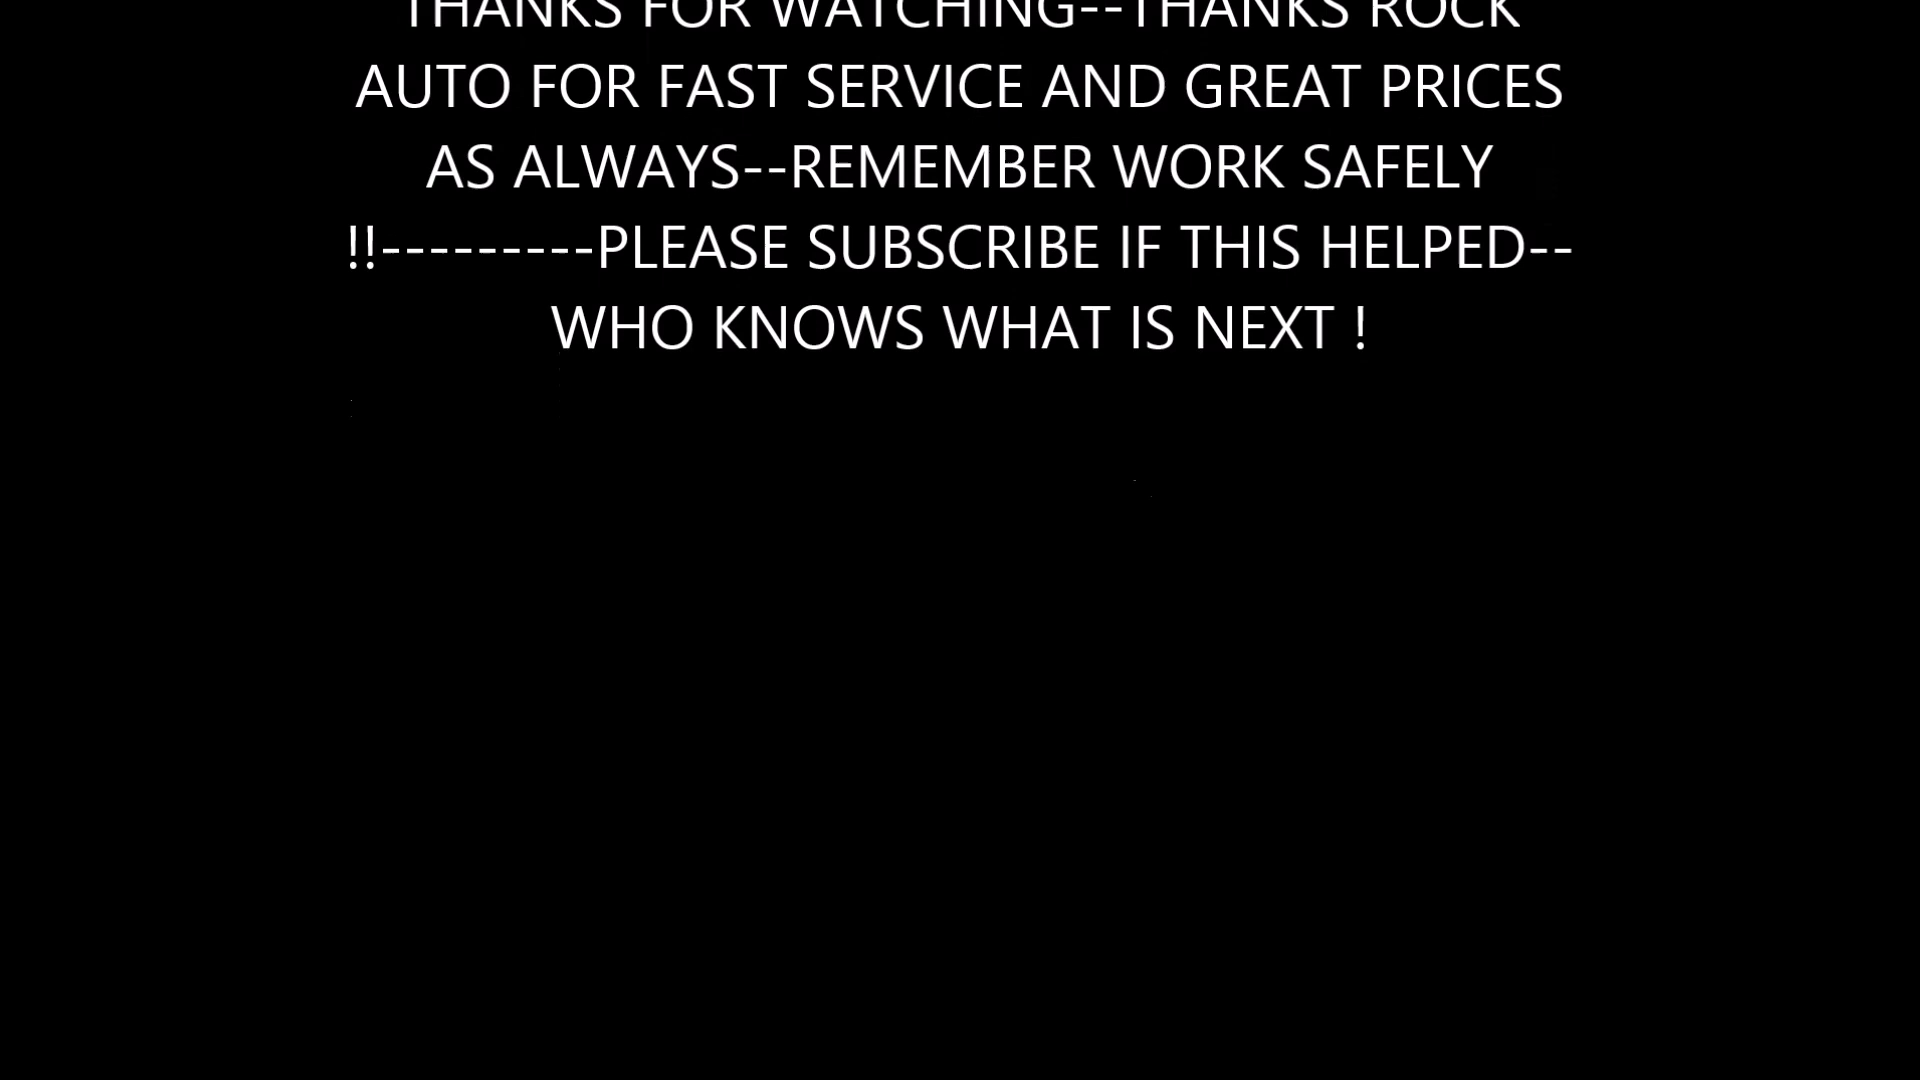 THANKS FOR WATCHING--THANKS ROCK
AUTO FOR FAST SERVICE AND GREAT PRICES
AS ALWAYS--REMEMBER WORK SAFELY
!!---------PLEASE SUBSCRIBE IF THIS HELPED--
WHO KNOWS WHAT IS NEXT !